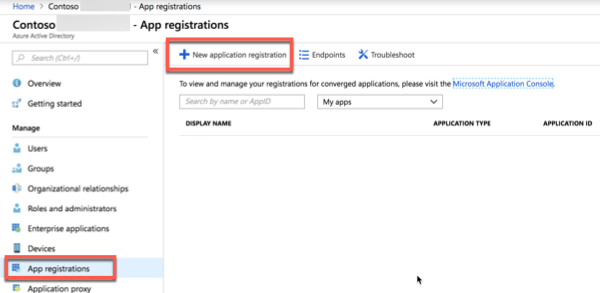 Home > Contoso - App registrations
Contoso - App registrations
Azure Active Directory
Search (Ctrl+/)
«
Overview
Getting started
Manage
Users
Groups
Organizational relationships
Roles and administrators
Enterprise applications
Devices
App registrations
Application proxy
New application registration Endpoints Troubleshoot
To view and manage your registrations for converged applications, please visit the Microsoft Application Console.
Search by name or AppID My apps
DISPLAY NAME APPLICATION TYPE APPLICATION ID